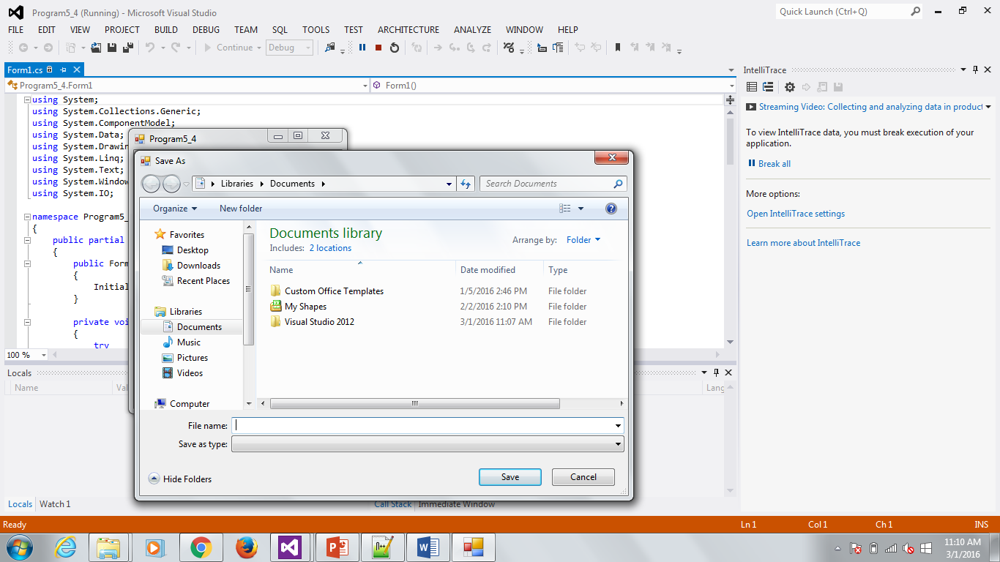 Program5_4 (Running) - Microsoft Visual Studio
Quick Launch (Ctrl+Q)
FILE EDIT VIEW PROJECT BUILD DEBUG TEAM SQL TOOLS TEST ARCHITECTURE ANALYZE WINDOW HELP
Continue Debug
Form1.cs
Program5_4.Form1 Form1()
using System;
using System.Collections.Generic;
using System.ComponentModel;
using System.Data;
using System.Drawin
using System.Linq;
using System.Text;
using System.Window
using System.IO;
namespace Program5_
{
public partial
{
public Form
{
Initial
}
private voi
{
try
100 %
Program5_4
Save As
Libraries Documents
Search Documents
Organize New folder
Favorites
Desktop
Downloads
Recent Places
Libraries
Documents
Music
Pictures
Videos
Computer
Documents library
Includes: 2 locations
Arrange by: Folder
Name Date modified Type
Custom Office Templates 1/5/2016 2:46 PM File folder
My Shapes 2/2/2016 2:10 PM File folder
Visual Studio 2012 3/1/2016 11:07 AM File folder
File name:
Save as type:
Hide Folders
Save Cancel
IntelliTrace
Streaming Video: Collecting and analyzing data in product
To view IntelliTrace data, you must break execution of your
application.
Break all
More options:
Open IntelliTrace settings
Learn more about IntelliTrace
Locals
Name Val Lang
Locals Watch 1 Call Stack Immediate Window
Ready Ln 1 Col 1 Ch 1 INS
11:10 AM
3/1/2016